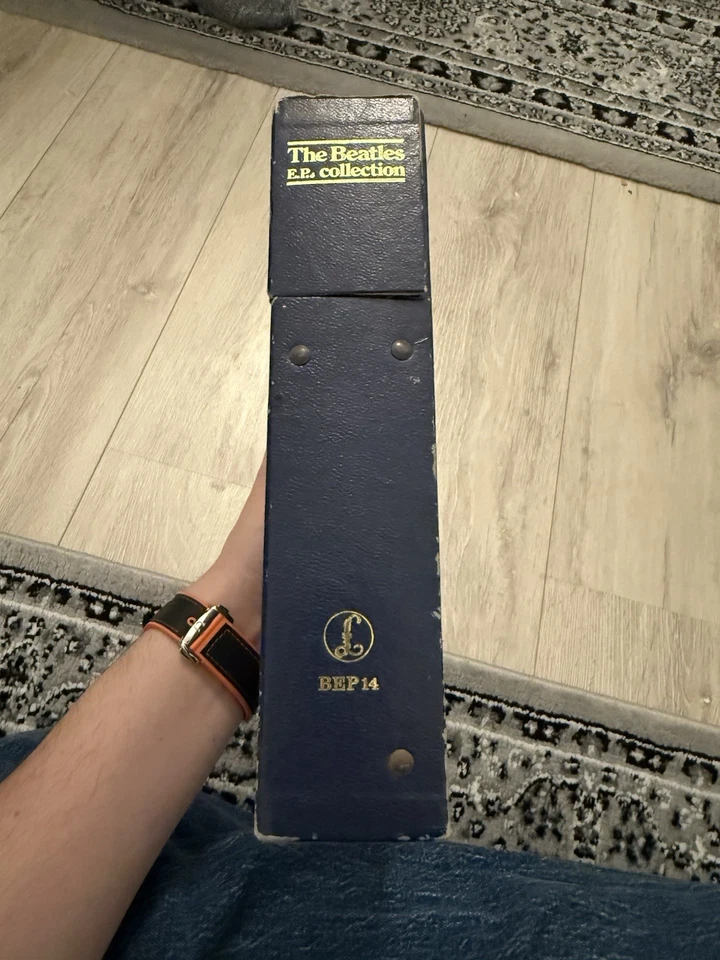 The Beatles
E.P. collection
£
BEP 14